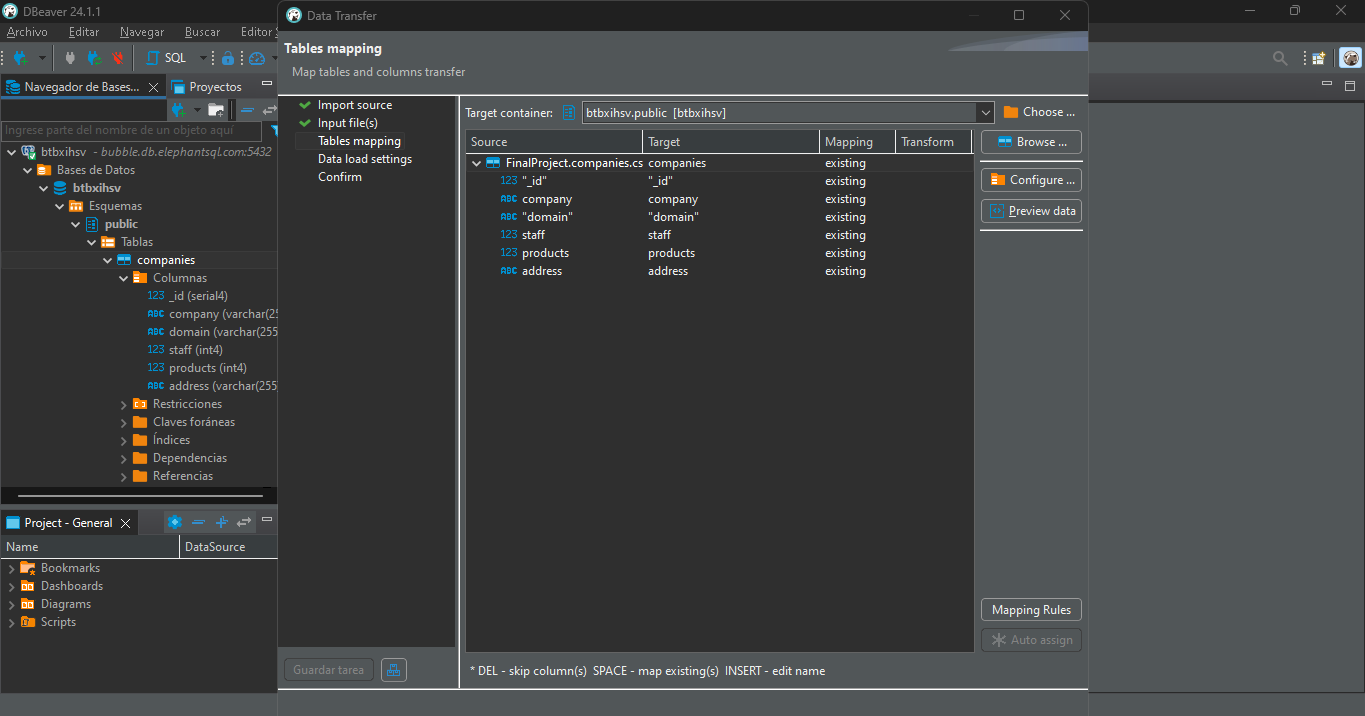 DBeaver 24.1.1
Archivo Editar Navegar Buscar Editor
SQL
Navegador de Bases...
Proyectos
Ingrese parte del nombre de un objeto aquí
btbxihsv - bubble.db.elephantsql.com:5432
Bases de Datos
btbxihsv
Esquemas
public
Tablas
companies
Columnas
123 _id (serial4)
ABC company (varchar(25
ABC domain (varchar(255
123 staff (int4)
123 products (int4)
ABC address (varchar(255
Restricciones
Claves foráneas
Índices
Dependencias
Referencias
Project - General
Name DataSource
Bookmarks
Dashboards
Diagrams
Scripts
Data Transfer
Tables mapping
Map tables and columns transfer
Import source
Input file(s)
Tables mapping
Data load settings
Confirm
Guardar tarea
Target container: btbxihsv.public [btbxihsv]
Choose ...
Source Target Mapping Transform
FinalProject.companies.cs companies existing
123 "_id" "_id" existing
ABC company company existing
ABC "domain" "domain" existing
123 staff staff existing
123 products products existing
ABC address address existing
Browse ...
Configure ...
Preview data
Mapping Rules
Auto assign
* DEL - skip column(s) SPACE - map existing(s) INSERT - edit name